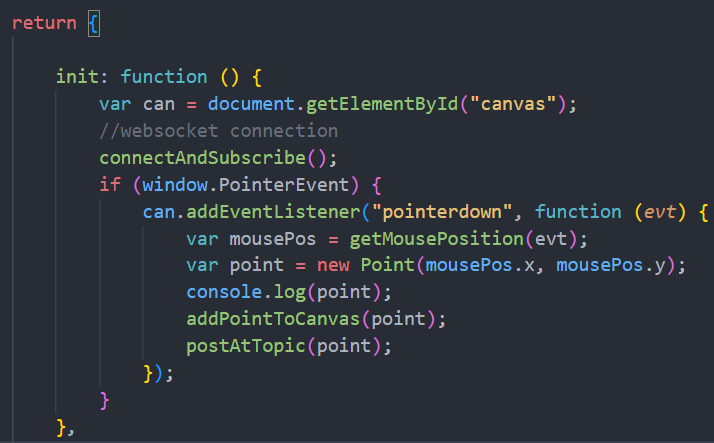 return {
init: function () {
var can = document.getElementById("canvas");
//websocket connection
connectAndSubscribe();
if (window.PointerEvent) {
can.addEventListener("pointerdown", function (evt) {
var mousePos = getMousePosition(evt);
var point = new Point(mousePos.x, mousePos.y);
console.log(point);
addPointToCanvas(point);
postAtTopic(point);
});
}
},